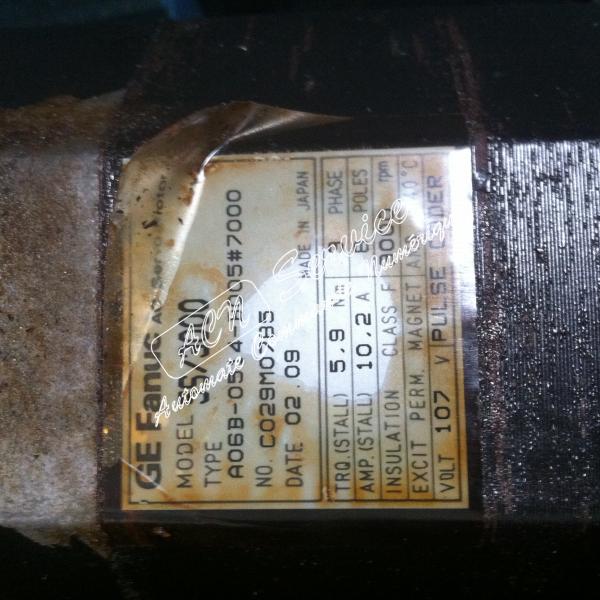 GE Fanuc AC Servo Motor
MODEL
TYPE
#7000
NO. C029M0785
DATE 02.09 MADE IN JAPAN
TRQ.(STALL) 5.9 Nm PHASE
AMP.(STALL) 10.2 A POLES
INSULATION CLASS F rpm
EXCIT PERM. MAGNET A °C
VOLT 107 V PULSE CODER
ACN Service
Automate Commande Numérique